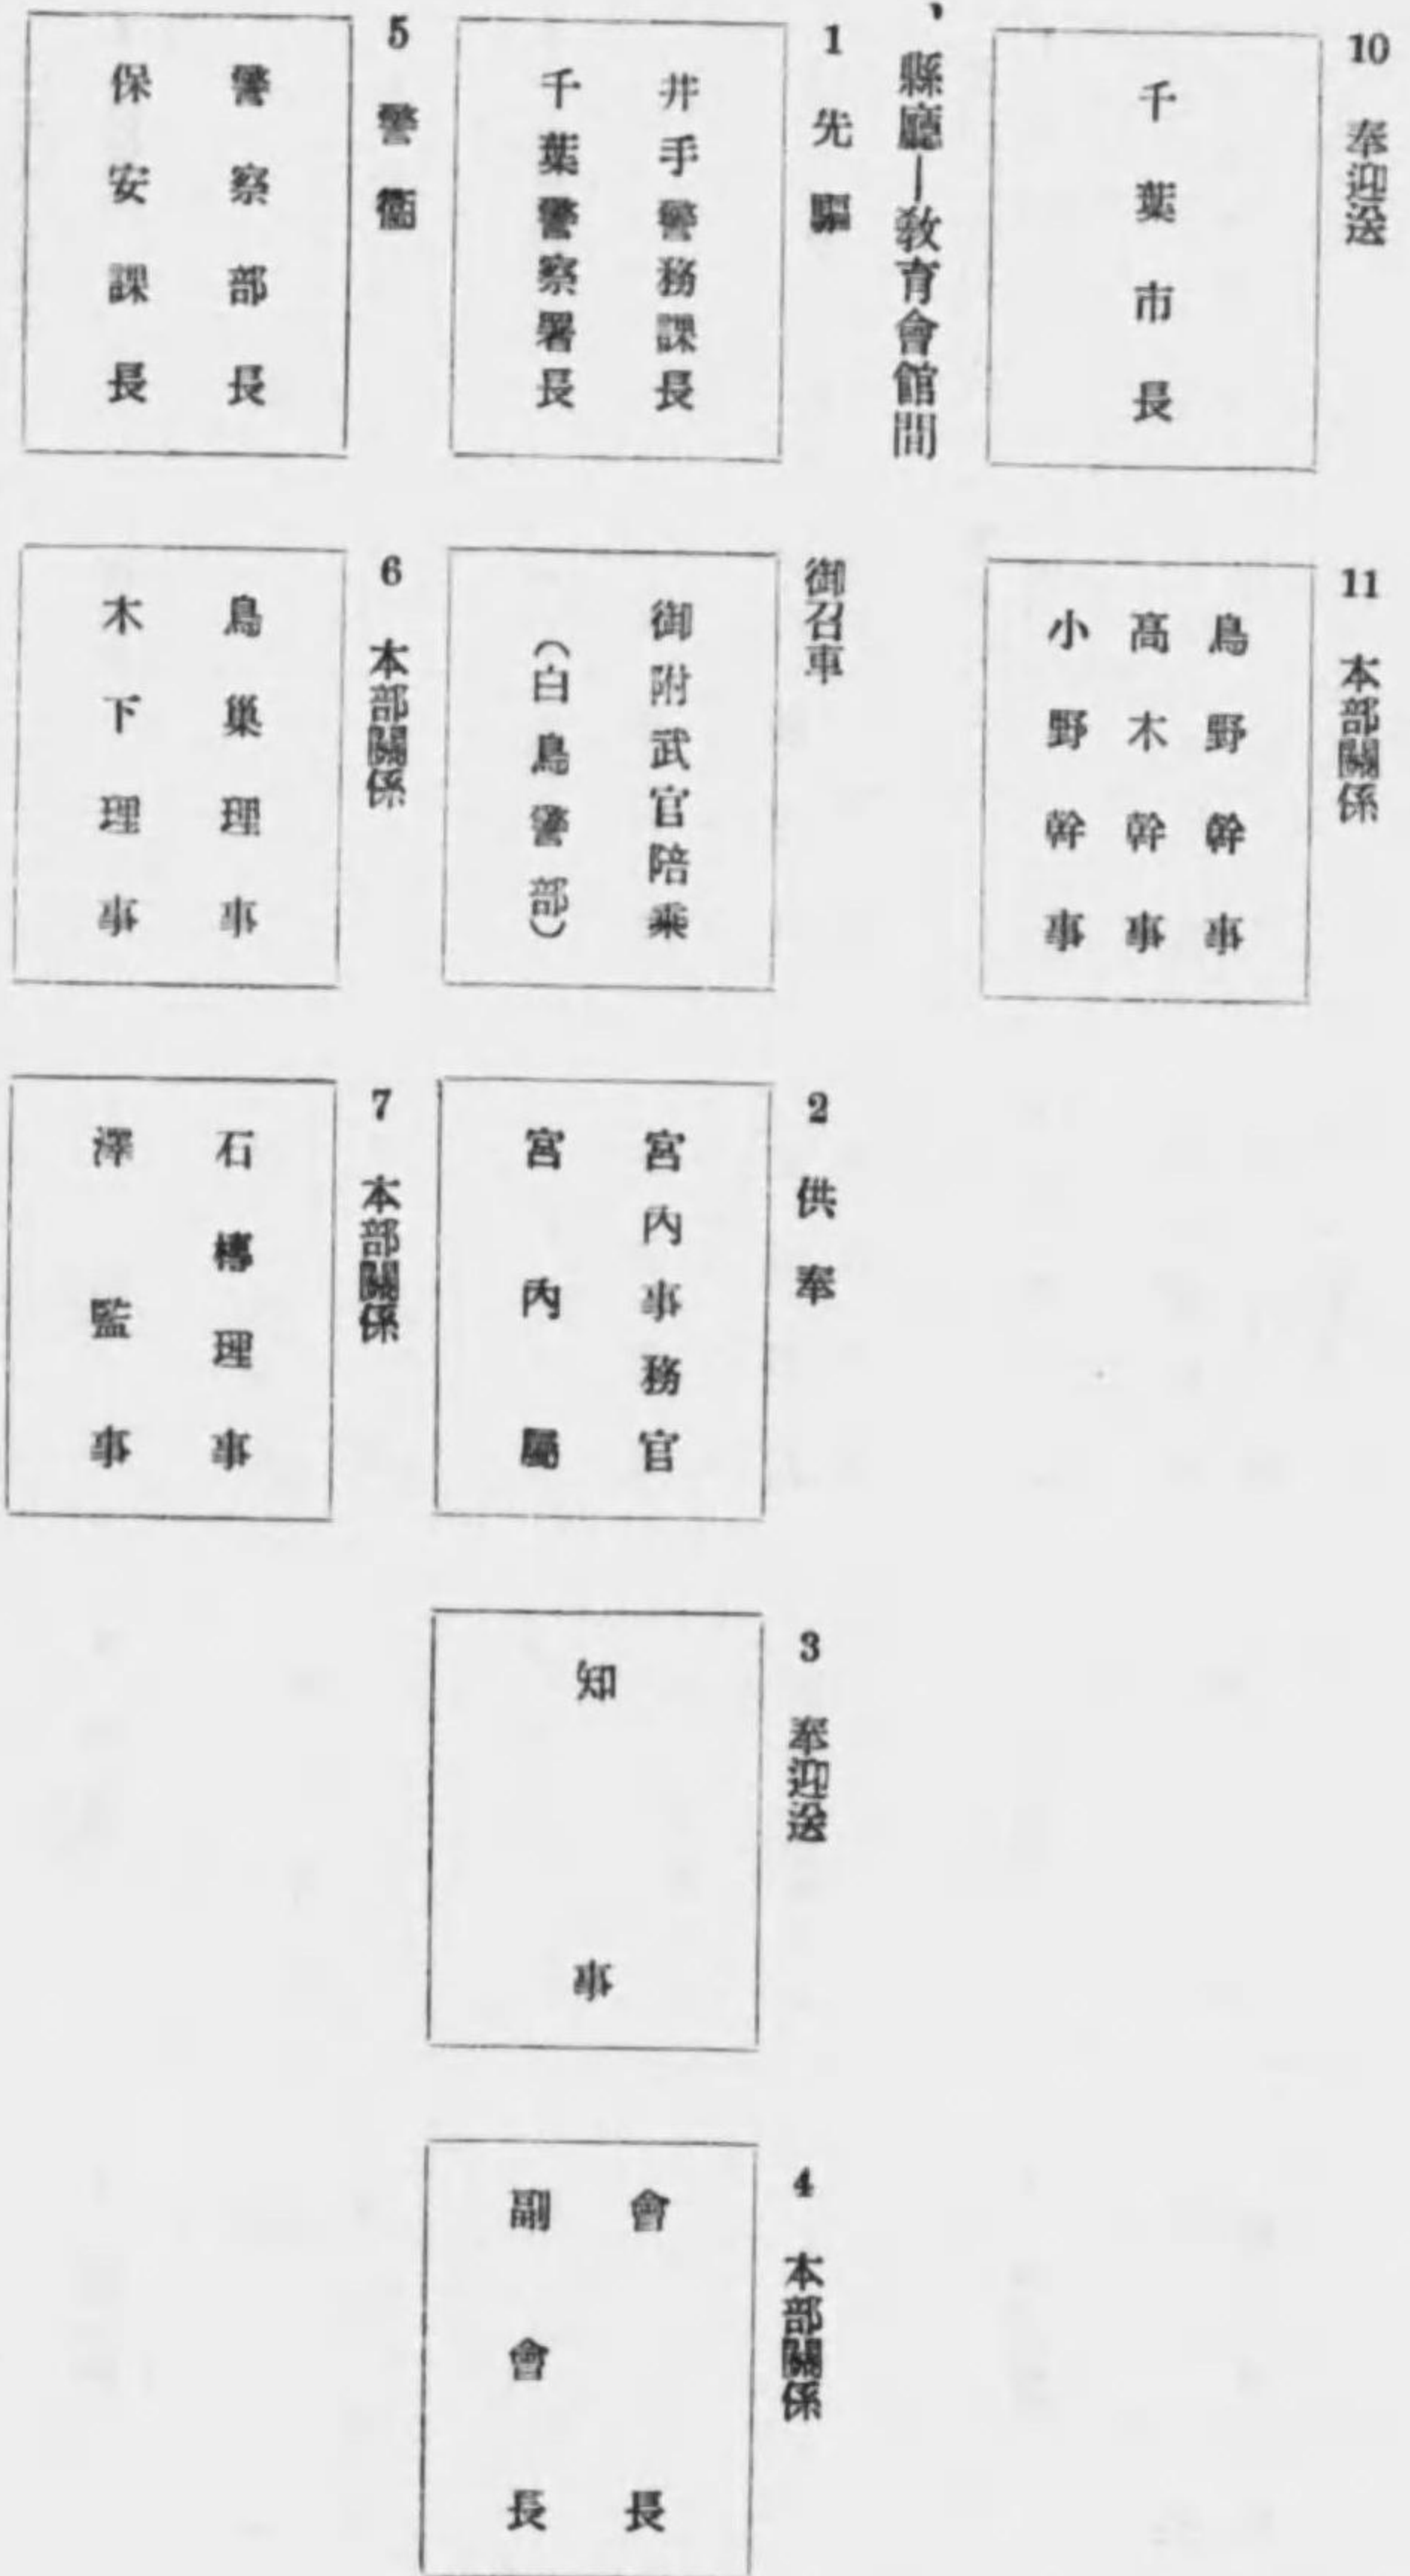 10 奉迎送
千葉市長
11 本部關係
鳥野幹事
高木幹事
小野幹事
、縣廳―敎育會館間
1 先驅
井手警務課長
千葉警察署長
御召車
御附武官陪乘
（白鳥警部）
2 供奉
宮內事務官
宮內屬
3 奉迎送
知事
4 本部關係
會長
副會長
5 警衞
警察部長
保安課長
6 本部關係
鳥巢理事
木下理事
7 本部關係
石橋理事
澤監事